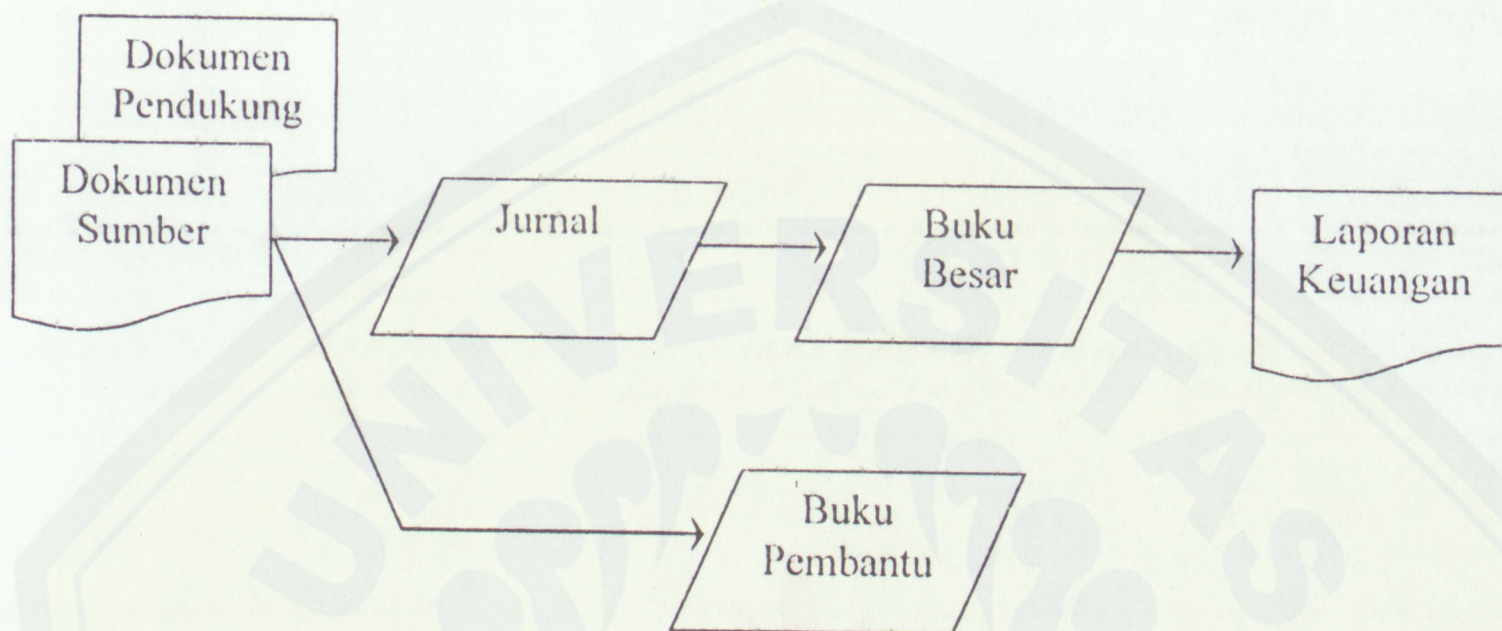 Dokumen
Pendukung
Dokumen
Sumber
Jurnal
Buku
Besar
Laporan
Keuangan
Buku
Pembantu
UNIVERSITAS